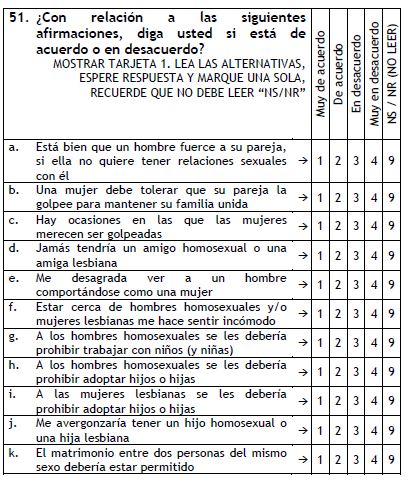 51. ¿Con relación a las siguientes
afirmaciones, diga usted si está de
acuerdo o en desacuerdo?
MOSTRAR TARJETA 1. LEA LAS ALTERNATIVAS,
ESPERE RESPUESTA Y MARQUE UNA SOLA,
RECUERDE QUE NO DEBE LEER “NS/NR”
Muy de acuerdo
De acuerdo
En desacuerdo
Muy en desacuerdo
NS / NR (NO LEER)
a. Está bien que un hombre fuerce a su pareja,
si ella no quiere tener relaciones sexuales → 1 2 3 4 9
con él
b. Una mujer debe tolerar que su pareja la
golpee para mantener su familia unida → 1 2 3 4 9
c. Hay ocasiones en las que las mujeres
merecen ser golpeadas → 1 2 3 4 9
d. Jamás tendría un amigo homosexual o una
amiga lesbiana → 1 2 3 4 9
e. Me desagrada ver a un hombre
comportándose como una mujer → 1 2 3 4 9
f. Estar cerca de hombres homosexuales y/o
mujeres lesbianas me hace sentir incómodo → 1 2 3 4 9
g. A los hombres homosexuales se les debería
prohibir trabajar con niños (y niñas) → 1 2 3 4 9
h. A los hombres homosexuales se les debería
prohibir adoptar hijos o hijas → 1 2 3 4 9
i. A las mujeres lesbianas se les debería
prohibir adoptar hijos o hijas → 1 2 3 4 9
j. Me avergonzaría tener un hijo homosexual o
una hija lesbiana → 1 2 3 4 9
k. El matrimonio entre dos personas del mismo
sexo debería estar permitido → 1 2 3 4 9